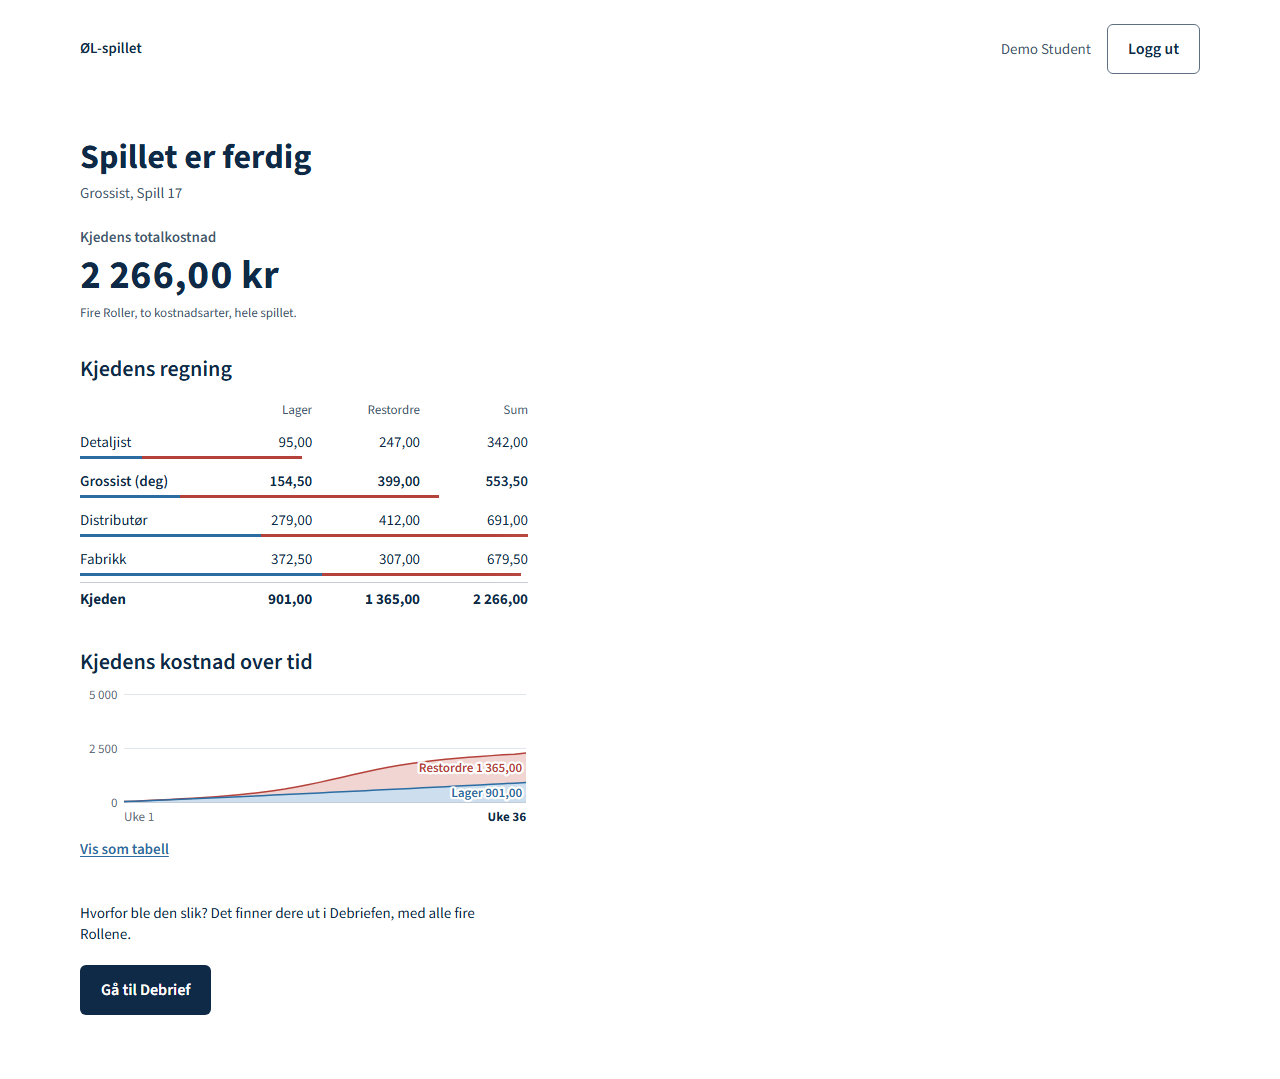 ØL-spillet
Demo Student
Logg ut
Spillet er ferdig
Grossist, Spill 17
Kjedens totalkostnad
2 266,00 kr
Fire Roller, to kostnadsarter, hele spillet.
Kjedens regning
Lager Restordre Sum
Detaljist 95,00 247,00 342,00
Grossist (deg) 154,50 399,00 553,50
Distributør 279,00 412,00 691,00
Fabrikk 372,50 307,00 679,50
Kjeden 901,00 1 365,00 2 266,00
Kjedens kostnad over tid
5 000
2 500
Restordre 1 365,00
Lager 901,00
0
Uke 1 Uke 36
Vis som tabell
Hvorfor ble den slik? Det finner dere ut i Debriefen, med alle fire
Rollene.
Gå til Debrief